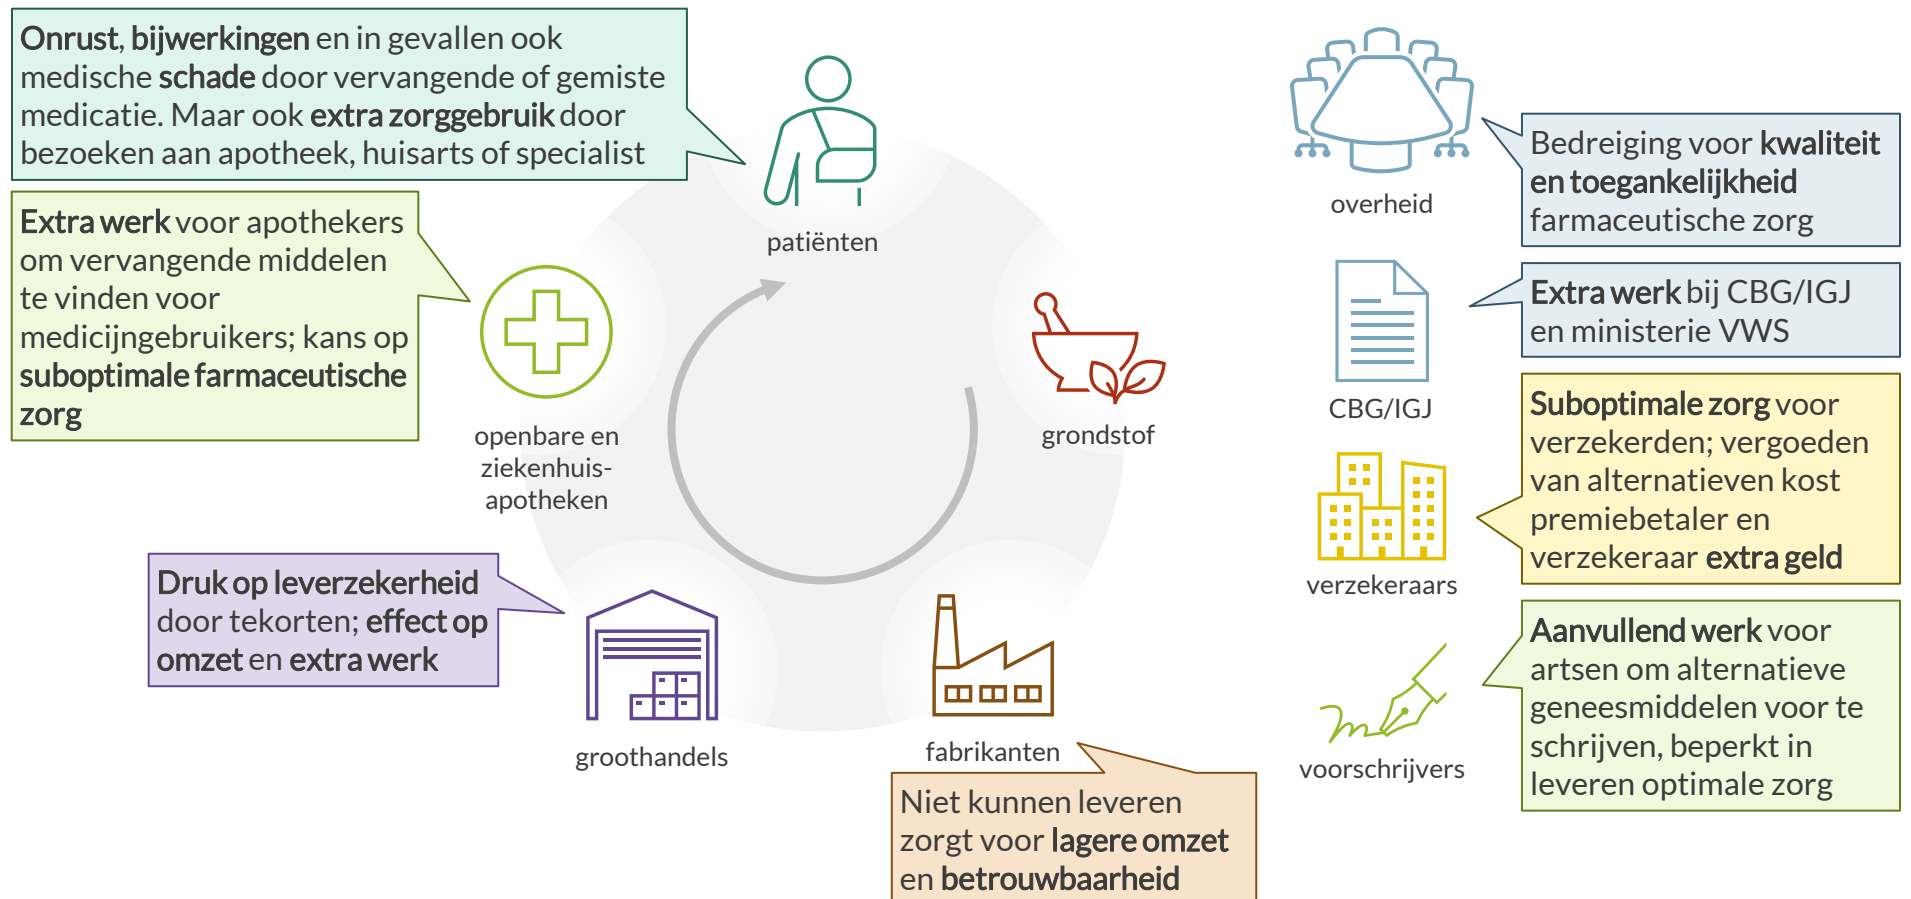 Onrust, bijwerkingen en in gevallen ook
medische schade door vervangende of gemiste
medicatie. Maar ook extra zorggebruik door
bezoeken aan apotheek, huisarts of specialist
patiënten
Extra werk voor apothekers
om vervangende middelen
te vinden voor
medicijngebruikers; kans op
suboptimale farmaceutische
zorg
openbare en
ziekenhuis-
apotheken
grondstof
Druk op leverzekerheid
door tekorten; effect op
omzet en extra werk
groothandels
fabrikanten
Niet kunnen leveren
zorgt voor lagere omzet
en betrouwbaarheid
overheid
Bedreiging voor kwaliteit
en toegankelijkheid
farmaceutische zorg
CBG/IGJ
Extra werk bij CBG/IGJ
en ministerie VWS
verzekeraars
Suboptimale zorg voor
verzekerden; vergoeden
van alternatieven kost
premiebetaler en
verzekeraar extra geld
voorschrijvers
Aanvullend werk voor
artsen om alternatieve
geneesmiddelen voor te
schrijven, beperkt in
leveren optimale zorg